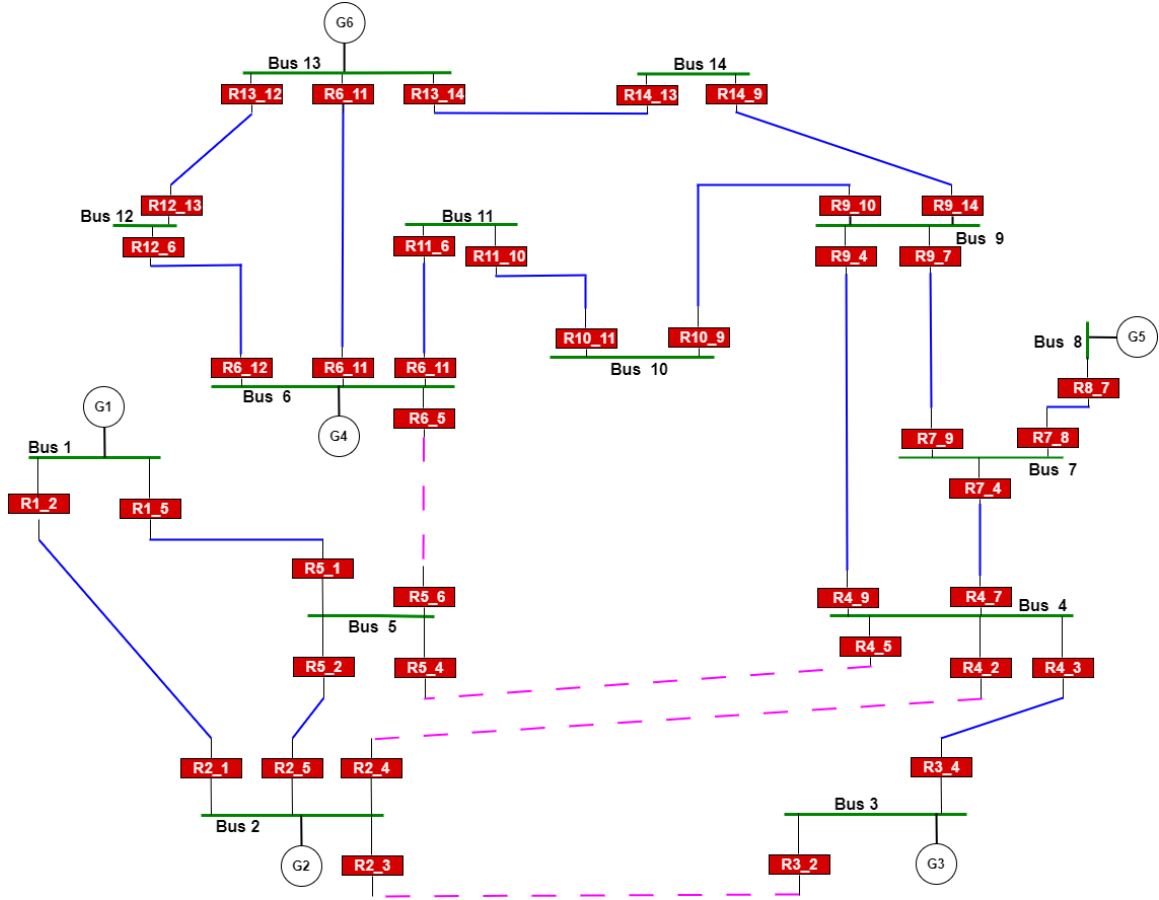 G6
Bus 13
Bus 14
R13_12
R6_11
R13_14
R14_13
R14_9
R12_13
R9_10
R9_14
Bus 12
Bus 11
Bus 9
R12_6
R11_6
R11_10
R9_4
R9_7
R10_11
R10_9
Bus 8
G5
R6_12
R6_11
R6_11
Bus 10
R8_7
Bus 6
G1
R6_5
G4
R7_9
R7_8
Bus 1
Bus 7
R1_2
R1_5
R7_4
R5_1
R5_6
R4_9
R4_7
Bus 4
Bus 5
R4_5
R5_2
R5_4
R4_2
R4_3
R2_1
R2_5
R2_4
R3_4
Bus 3
Bus 2
G2
R2_3
R3_2
G3